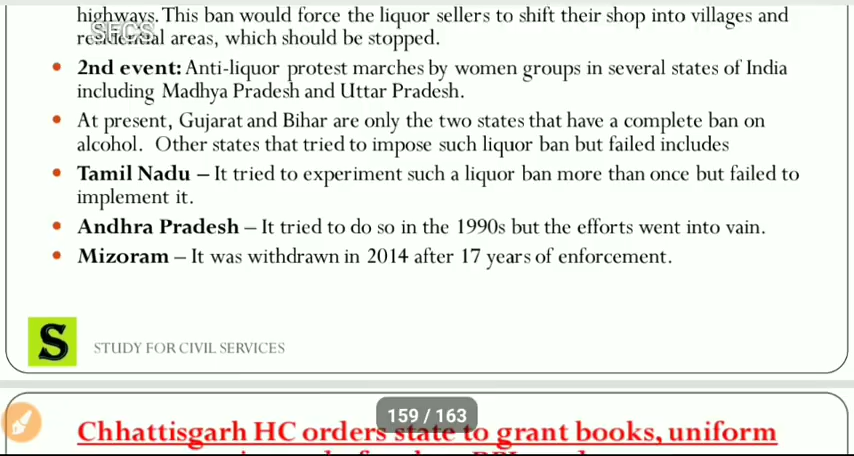 highways. This ban would force the liquor sellers to shift their shop into villages and
SFCS
residential areas, which should be stopped.
• 2nd event: Anti-liquor protest marches by women groups in several states of India
including Madhya Pradesh and Uttar Pradesh.
• At present, Gujarat and Bihar are only the two states that have a complete ban on
alcohol. Other states that tried to impose such liquor ban but failed includes
• Tamil Nadu – It tried to experiment such a liquor ban more than once but failed to
implement it.
• Andhra Pradesh – It tried to do so in the 1990s but the efforts went into vain.
• Mizoram – It was withdrawn in 2014 after 17 years of enforcement.
S
STUDY FOR CIVIL SERVICES
159 / 163
Chhattisgarh HC orders state to grant books, uniform